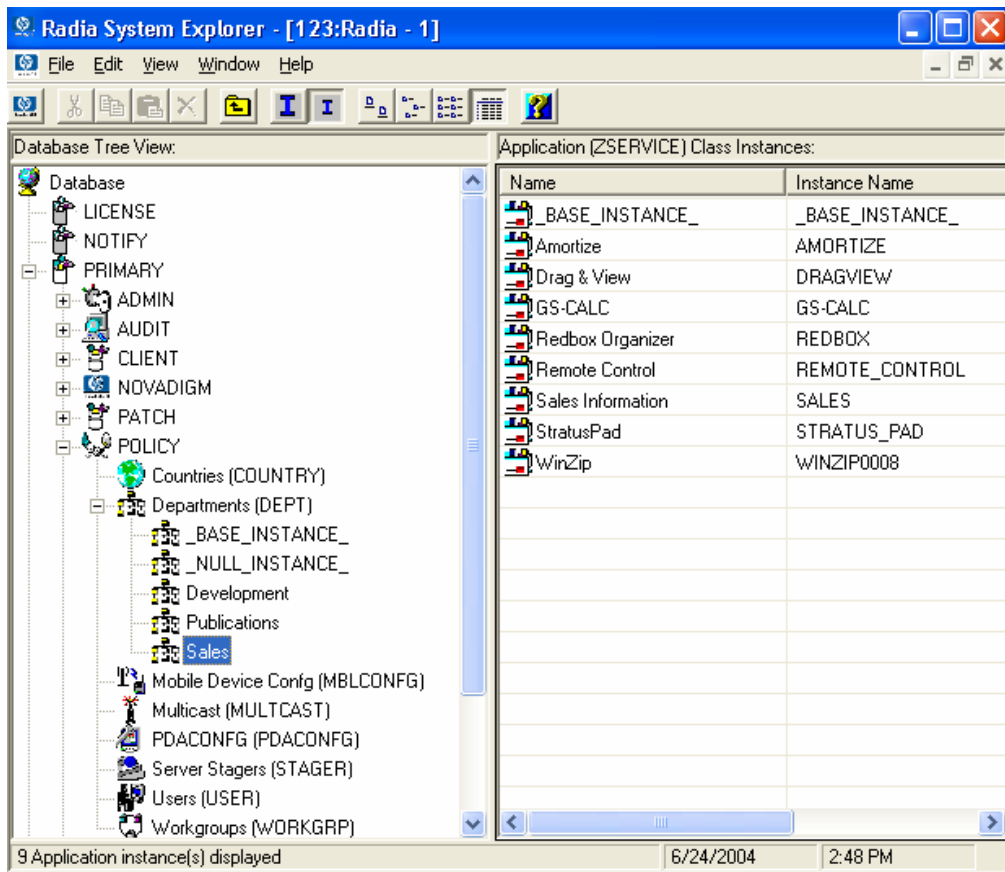 Radia System Explorer - [123:Radia - 1]
File Edit View Window Help
Database Tree View:
Database
LICENSE
NOTIFY
PRIMARY
ADMIN
AUDIT
CLIENT
NOVADIGM
PATCH
POLICY
Countries (COUNTRY)
Departments (DEPT)
_BASE_INSTANCE_
_NULL_INSTANCE_
Development
Publications
Sales
Mobile Device Confg (MBLCONFG)
Multicast (MULTCAST)
PDACONFG (PDACONFG)
Server Stagers (STAGER)
Users (USER)
Workgroups (WORKGRP)
Application (ZSERVICE) Class Instances:
Name Instance Name
_BASE_INSTANCE_ _BASE_INSTANCE_
Amortize AMORTIZE
Drag & View DRAGVIEW
GS-CALC GS-CALC
Redbox Organizer REDBOX
Remote Control REMOTE_CONTROL
Sales Information SALES
StratusPad STRATUS_PAD
WinZip WINZIP0008
9 Application instance(s) displayed 6/24/2004 2:48 PM